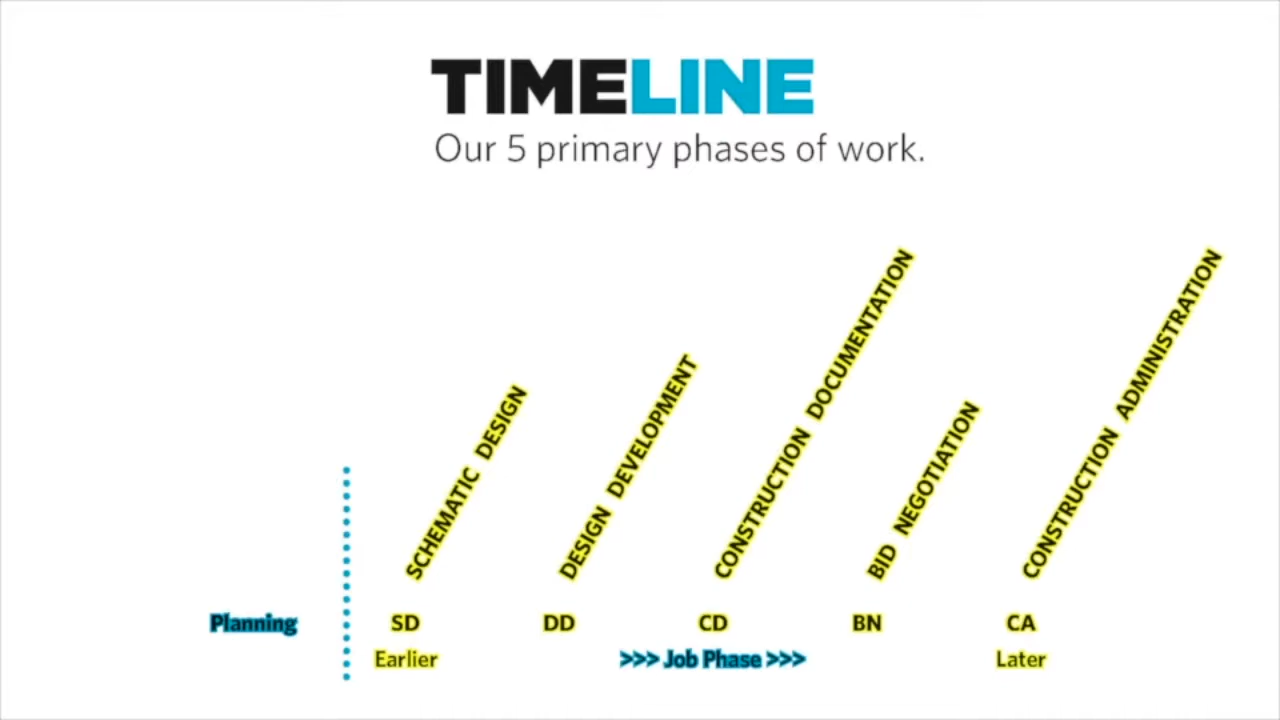 TIMELINE
Our 5 primary phases of work.
SCHEMATIC DESIGN
DESIGN DEVELOPMENT
CONSTRUCTION DOCUMENTATION
BID NEGOTIATION
CONSTRUCTION ADMINISTRATION
Planning SD DD CD BN CA
Earlier >>> Job Phase >>> Later